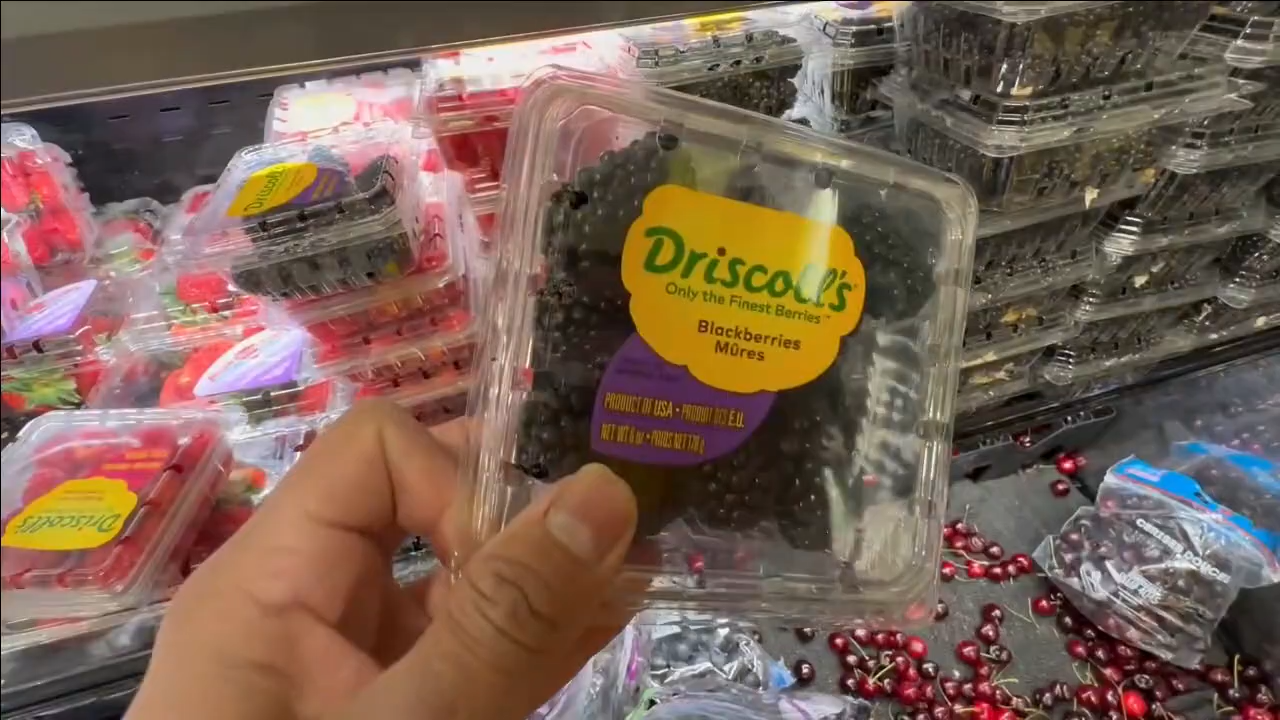 Driscoll's
Only the Finest Berries™
Blackberries
Mûres
PRODUCT OF USA • PRODUIT DES E.U.
NET WT 6 oz • POIDS NET 170 g
Driscoll's
Driscoll's